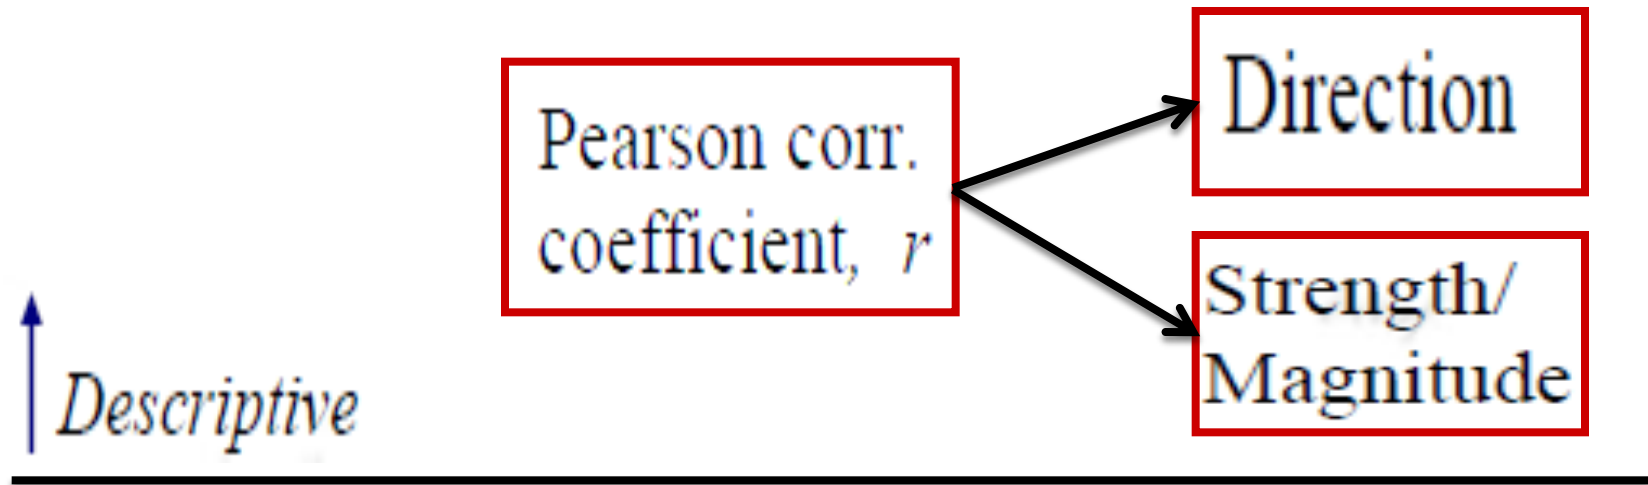 Pearson corr.
coefficient, r
Direction
Strength/
Magnitude
Descriptive